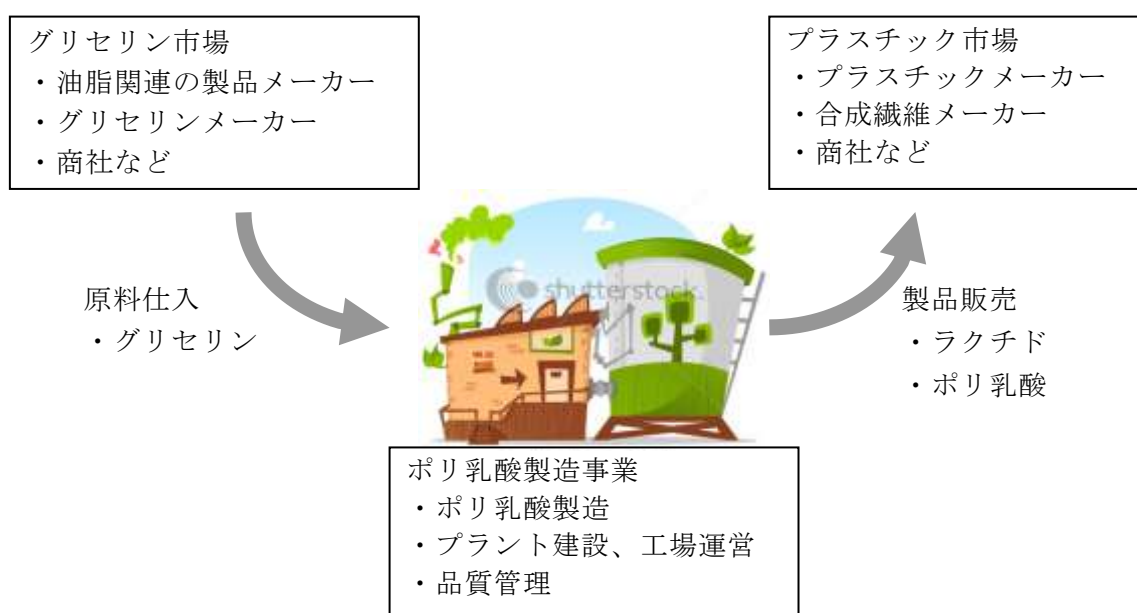 グリセリン市場
・油脂関連の製品メーカー
・グリセリンメーカー
・商社など
プラスチック市場
・プラスチックメーカー
・合成繊維メーカー
・商社など
原料仕入
・グリセリン
shutterstock
製品販売
・ラクチド
・ポリ乳酸
ポリ乳酸製造事業
・ポリ乳酸製造
・プラント建設、工場運営
・品質管理